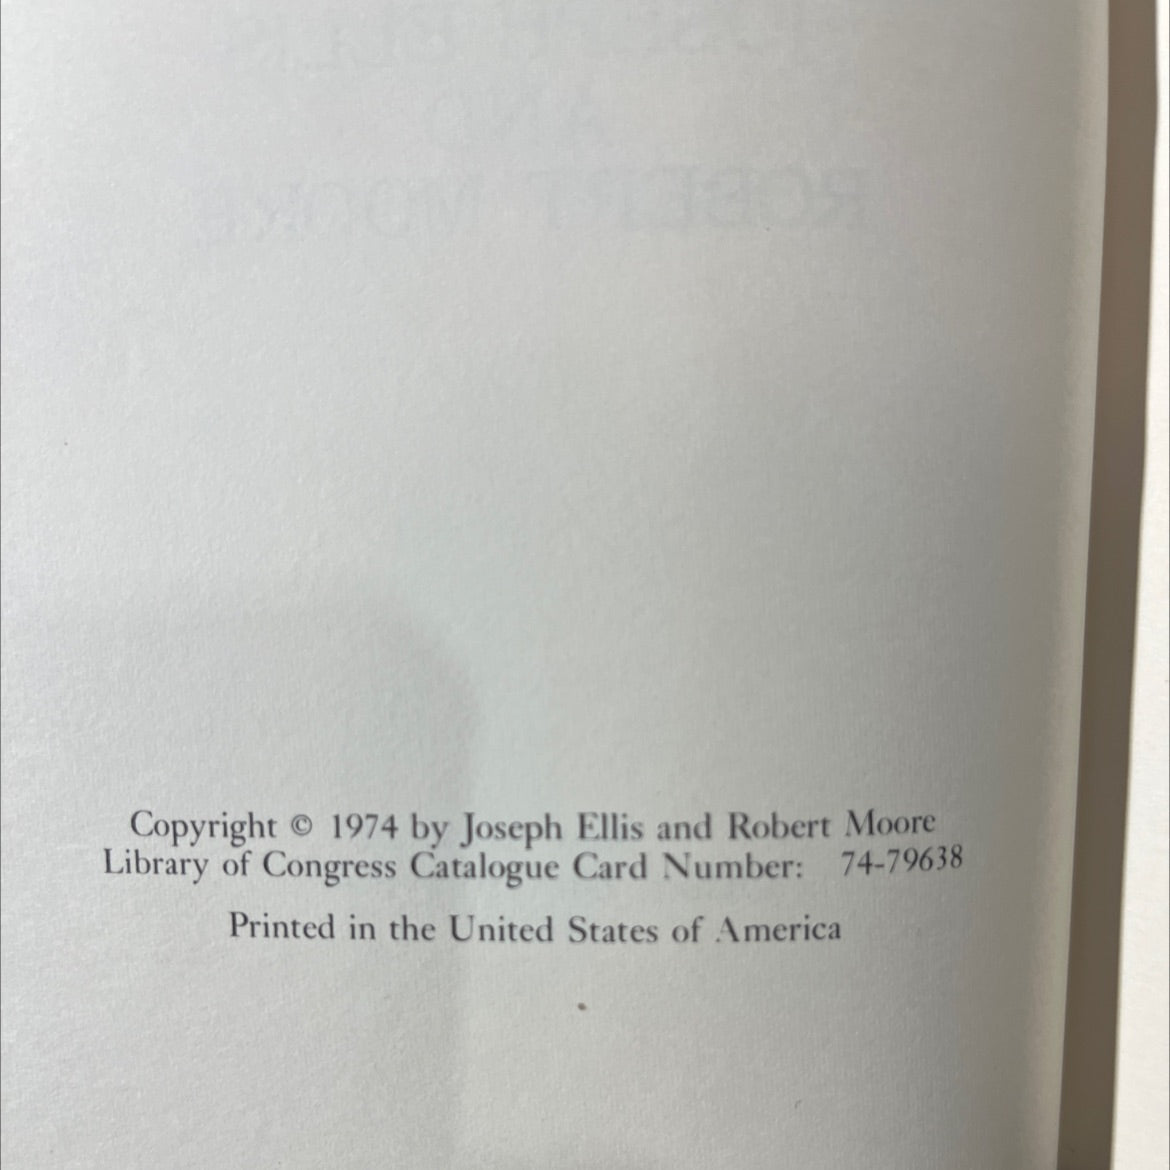 Copyright © 1974 by Joseph Ellis and Robert Moore
Library of Congress Catalogue Card Number: 74-79638
Printed in the United States of America